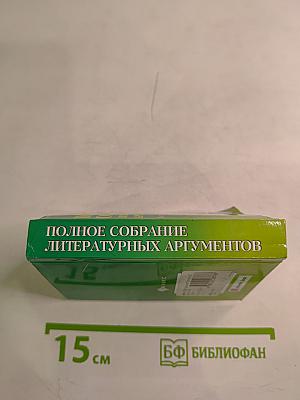 ПОЛНОЕ СОБРАНИЕ
ЛИТЕРАТУРНЫХ АРГУМЕНТОВ
15 см
БФ БИБЛИОФАН